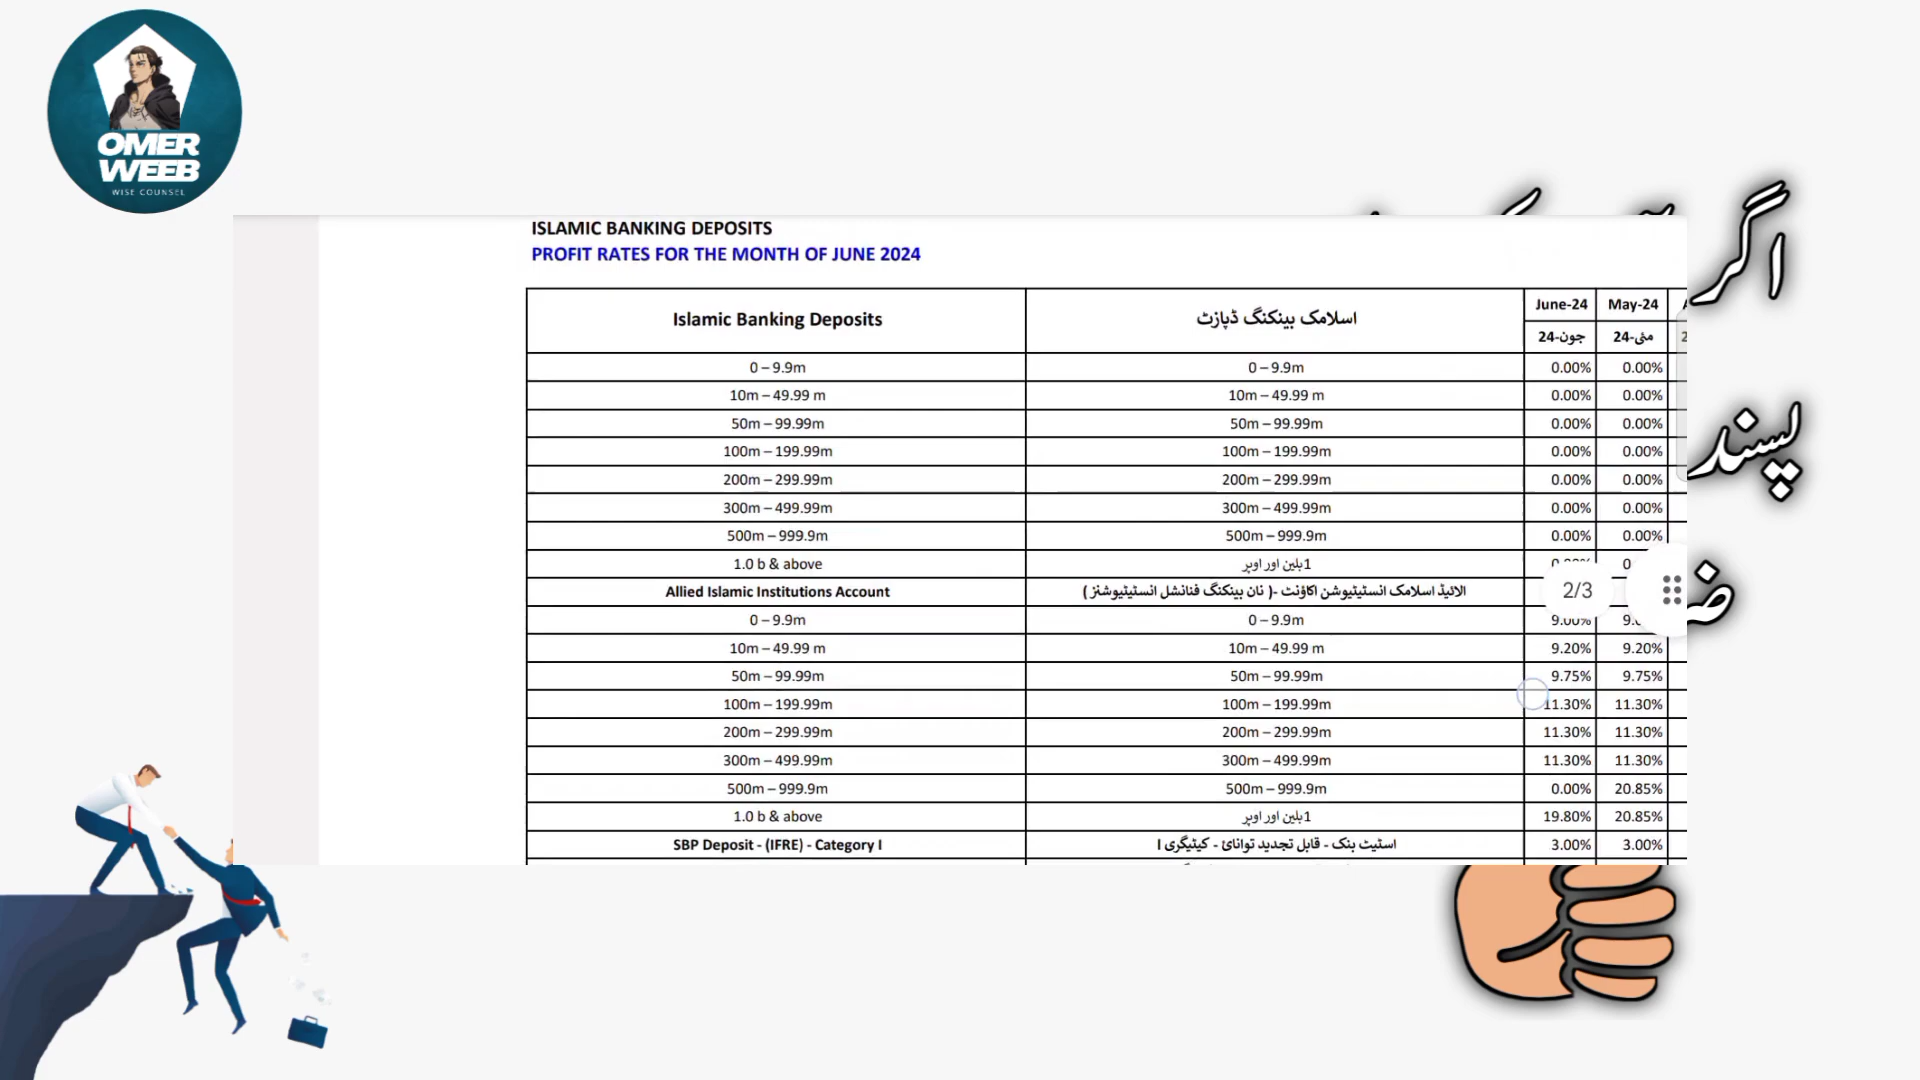 OMER
WEEB
WISE COUNSEL
اگر
پسند
ISLAMIC BANKING DEPOSITS
PROFIT RATES FOR THE MONTH OF JUNE 2024
Islamic Banking Deposits اسلامک بینکنگ ڈپازٹ June-24 May-24
جون-24 مئی-24
0 – 9.9m 0 – 9.9m 0.00% 0.00%
10m – 49.99 m 10m – 49.99 m 0.00% 0.00%
50m – 99.99m 50m – 99.99m 0.00% 0.00%
100m – 199.99m 100m – 199.99m 0.00% 0.00%
200m – 299.99m 200m – 299.99m 0.00% 0.00%
300m – 499.99m 300m – 499.99m 0.00% 0.00%
500m – 999.9m 500m – 999.9m 0.00% 0.00%
1.0 b & above 1بلین اور اوپر
Allied Islamic Institutions Account الائیڈ اسلامک انسٹیٹیوشن اکاؤنٹ -( نان بینکنگ فنانشل انسٹیٹیوشنز ) 2/3
0 – 9.9m 0 – 9.9m 9.00%
10m – 49.99 m 10m – 49.99 m 9.20% 9.20%
50m – 99.99m 50m – 99.99m 9.75% 9.75%
100m – 199.99m 100m – 199.99m 11.30% 11.30%
200m – 299.99m 200m – 299.99m 11.30% 11.30%
300m – 499.99m 300m – 499.99m 11.30% 11.30%
500m – 999.9m 500m – 999.9m 0.00% 20.85%
1.0 b & above 1بلین اور اوپر 19.80% 20.85%
SBP Deposit - (IFRE) - Category I اسٹیٹ بنک - قابل تجدید توانائ - کیٹیگری I 3.00% 3.00%